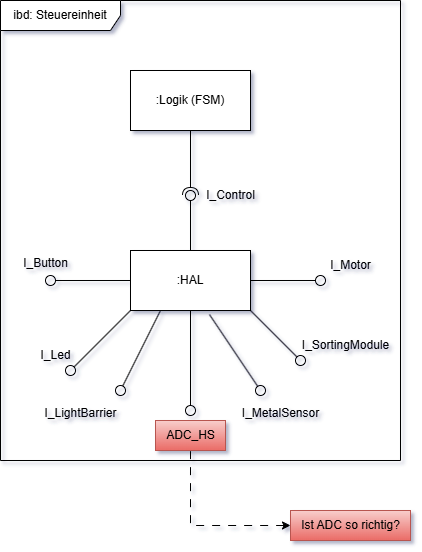 ibd: Steuereinheit
:Logik (FSM)
I_Control
I_Button
I_Motor
:HAL
I_Led
I_SortingModule
I_LightBarrier
I_MetalSensor
ADC_HS
Ist ADC so richtig?